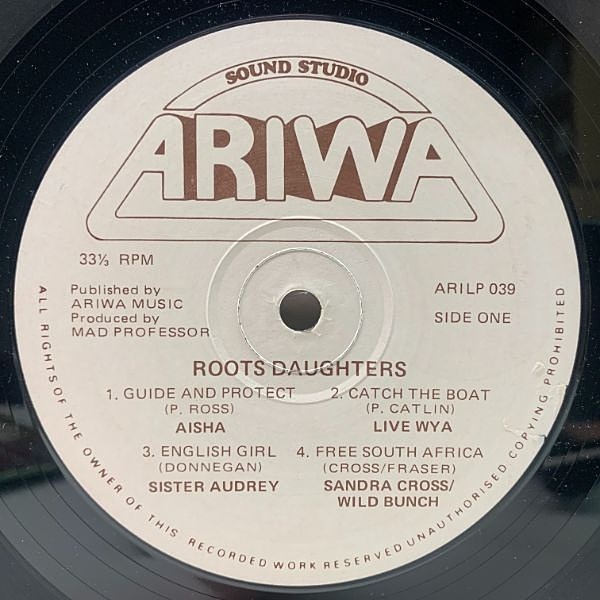 SOUND STUDIO
ARIWA
33⅓ RPM
Published by
ARIWA MUSIC
Produced by
MAD PROFESSOR
ARILP 039
SIDE ONE
ROOTS DAUGHTERS
1. GUIDE AND PROTECT
(P. ROSS)
AISHA
2. CATCH THE BOAT
(P. CATLIN)
LIVE WYA
3. ENGLISH GIRL
(DONNEGAN)
SISTER AUDREY
4. FREE SOUTH AFRICA
(CROSS/FRASER)
SANDRA CROSS/
WILD BUNCH
ALL RIGHTS OF THE OWNER OF THIS RECORDED WORK RESERVED UNAUTHORISED COPYING PROHIBITED